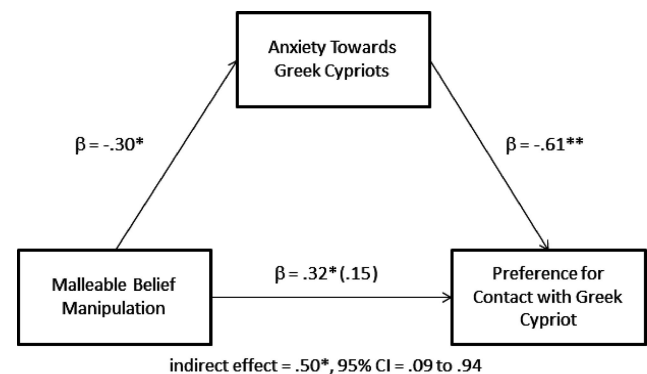 Anxiety Towards
Greek Cypriots
β = -.30*
β = -.61**
Malleable Belief
Manipulation
β = .32* (.15)
Preference for
Contact with Greek
Cypriot
indirect effect = .50*, 95% CI = .09 to .94